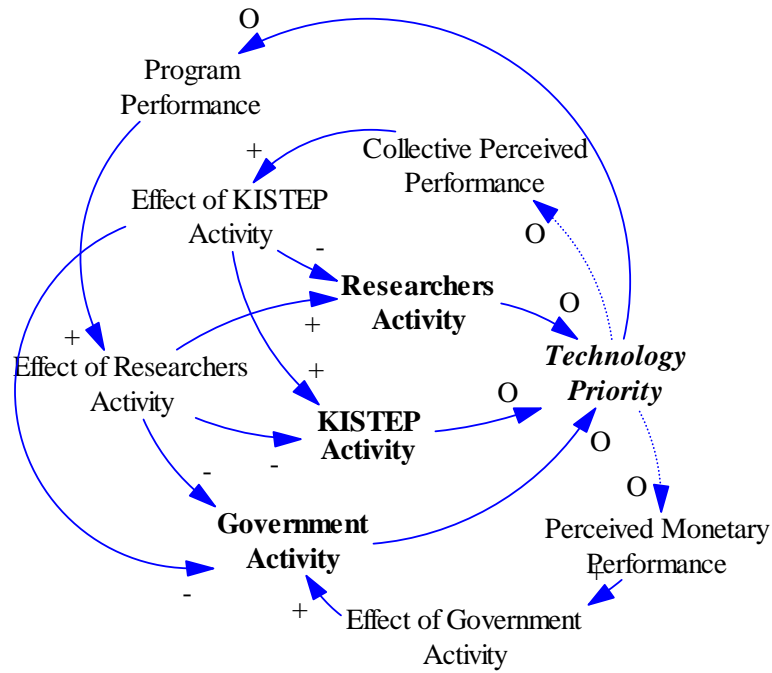 O
Program
Performance
+
Collective Perceived
Performance
Effect of KISTEP
Activity
O
-
Researchers
Activity
O
+
+
Effect of Researchers
Activity
Technology
Priority
+
O
KISTEP
Activity
O
-
-
O
Government
Activity
Perceived Monetary
Performance
+
-
+
Effect of Government
Activity